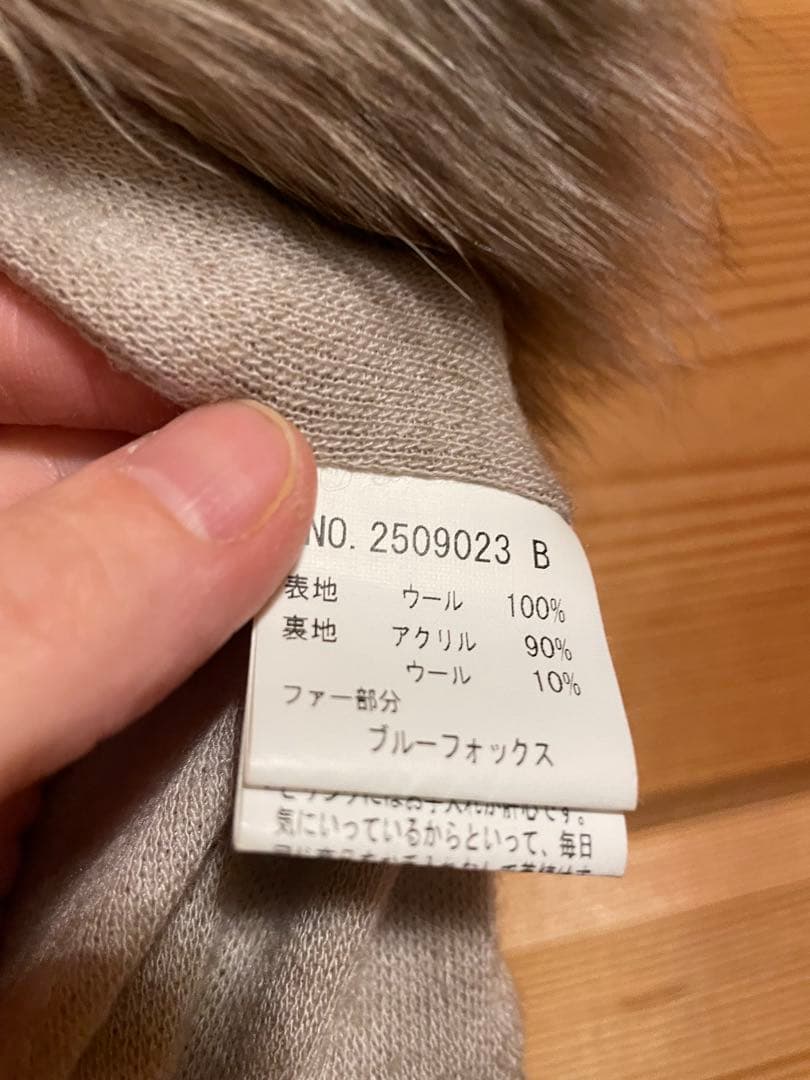 NO. 2509023 B
表地 ウール 100%
裏地 アクリル 90%
ウール 10%
ファー部分
ブルーフォックス
気にいっているからといって、毎日